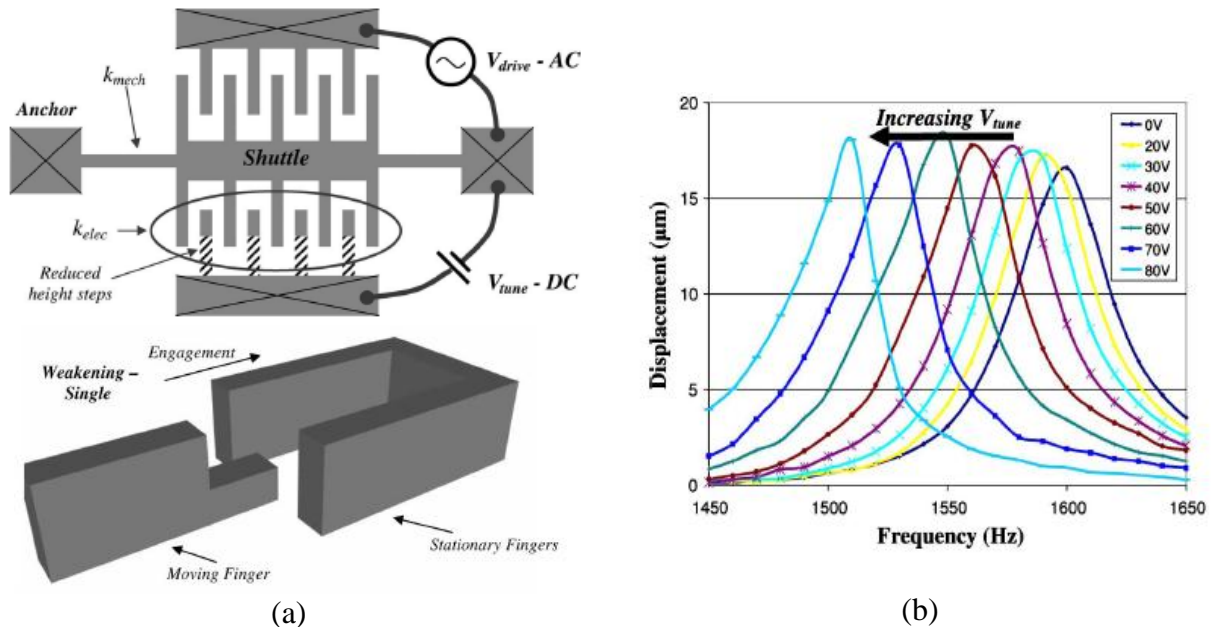 V_drive - AC
k_mech
Anchor
Shuttle
k_elec
Reduced
height steps
V_tune - DC
Engagement
Weakening –
Single
Stationary Fingers
Moving Finger
(a)
Increasing V_tune
0V
20V
30V
40V
50V
60V
70V
80V
20
15
10
5
0
Displacement (µm)
1450
1500
1550
1600
1650
Frequency (Hz)
(b)